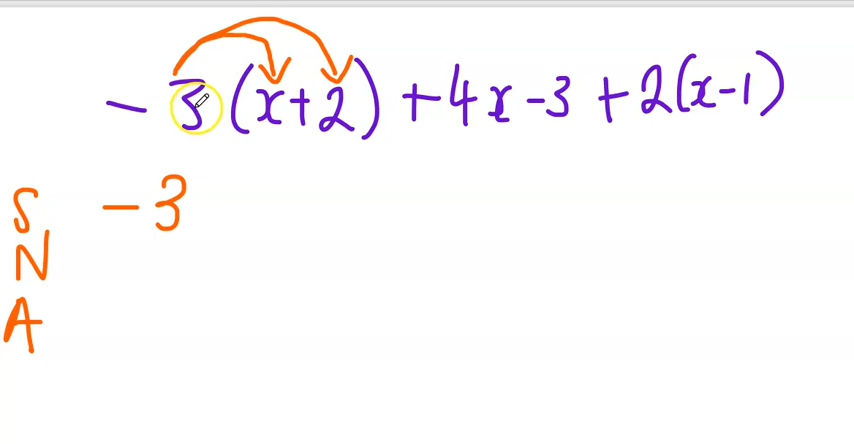 - 3 (x+2) +4x -3 +2(x-1)
S - 3
N
A